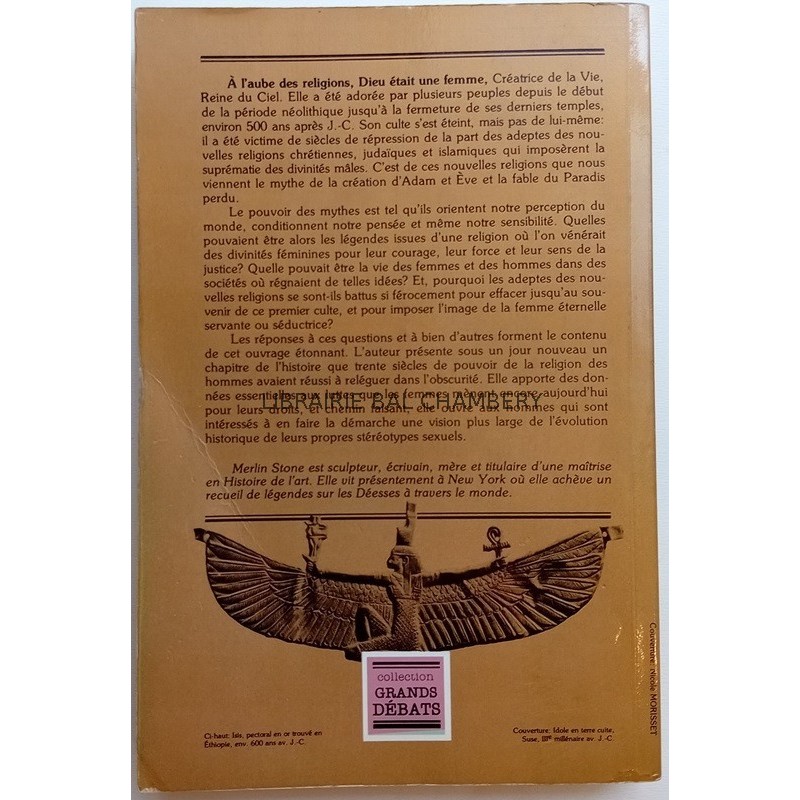 À l'aube des religions, Dieu était une femme, Créatrice de la Vie,
Reine du Ciel. Elle a été adorée par plusieurs peuples depuis le début
de la période néolithique jusqu'à la fermeture de ses derniers temples,
environ 500 ans après J.-C. Son culte s'est éteint, mais pas de lui-même:
il a été victime de siècles de répression de la part des adeptes des nou-
velles religions chrétiennes, judaïques et islamiques qui imposèrent la
suprématie des divinités mâles. C'est de ces nouvelles religions que nous
viennent le mythe de la création d'Adam et Ève et la fable du Paradis
perdu.
Le pouvoir des mythes est tel qu'ils orientent notre perception du
monde, conditionnent notre pensée et même notre sensibilité. Quelles
pouvaient être alors les légendes issues d'une religion où l'on vénérait
des divinités féminines pour leur courage, leur force et leur sens de la
justice? Quelle pouvait être la vie des femmes et des hommes dans des
sociétés où régnaient de telles idées? Et, pourquoi les adeptes des nou-
velles religions se sont-ils battus si férocement pour effacer jusqu'au sou-
venir de ce premier culte, et pour imposer l'image de la femme éternelle
servante ou séductrice?
Les réponses à ces questions et à bien d'autres forment le contenu
de cet ouvrage étonnant. L'auteur présente sous un jour nouveau un
chapitre de l'histoire que trente siècles de pouvoir de la religion des
hommes avaient réussi à reléguer dans l'obscurité. Elle apporte des don-
nées essentielles aux luttes que les femmes mènent encore aujourd'hui
LIBRAIRIE BAL CHAMBERY
pour leurs droits, et chemin faisant, elle ouvre aux hommes qui sont
intéressés à en faire la démarche une vision plus large de l'évolution
historique de leurs propres stéréotypes sexuels.
Merlin Stone est sculpteur, écrivain, mère et titulaire d'une maîtrise
en Histoire de l'art. Elle vit présentement à New York où elle achève un
recueil de légendes sur les Déesses à travers le monde.
collection
GRANDS
DÉBATS
Ci-haut: Isis, pectoral en or trouvé en
Éthiopie, env. 600 ans av. J.-C.
Couverture: Idole en terre cuite,
Suse, IIIe millénaire av. J.-C.
Couverture: Nicole MORISSET